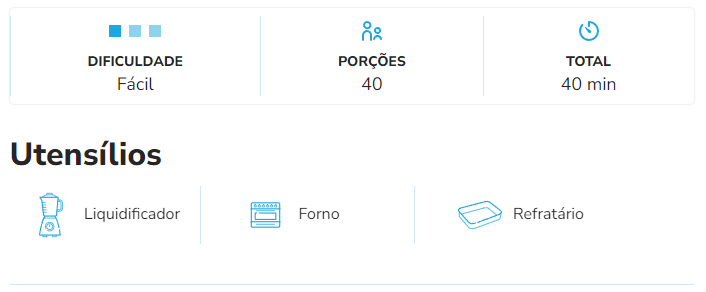 DIFICULDADE
Fácil
PORÇÕES
40
TOTAL
40 min
Utensílios
Liquidificador
Forno
Refratário